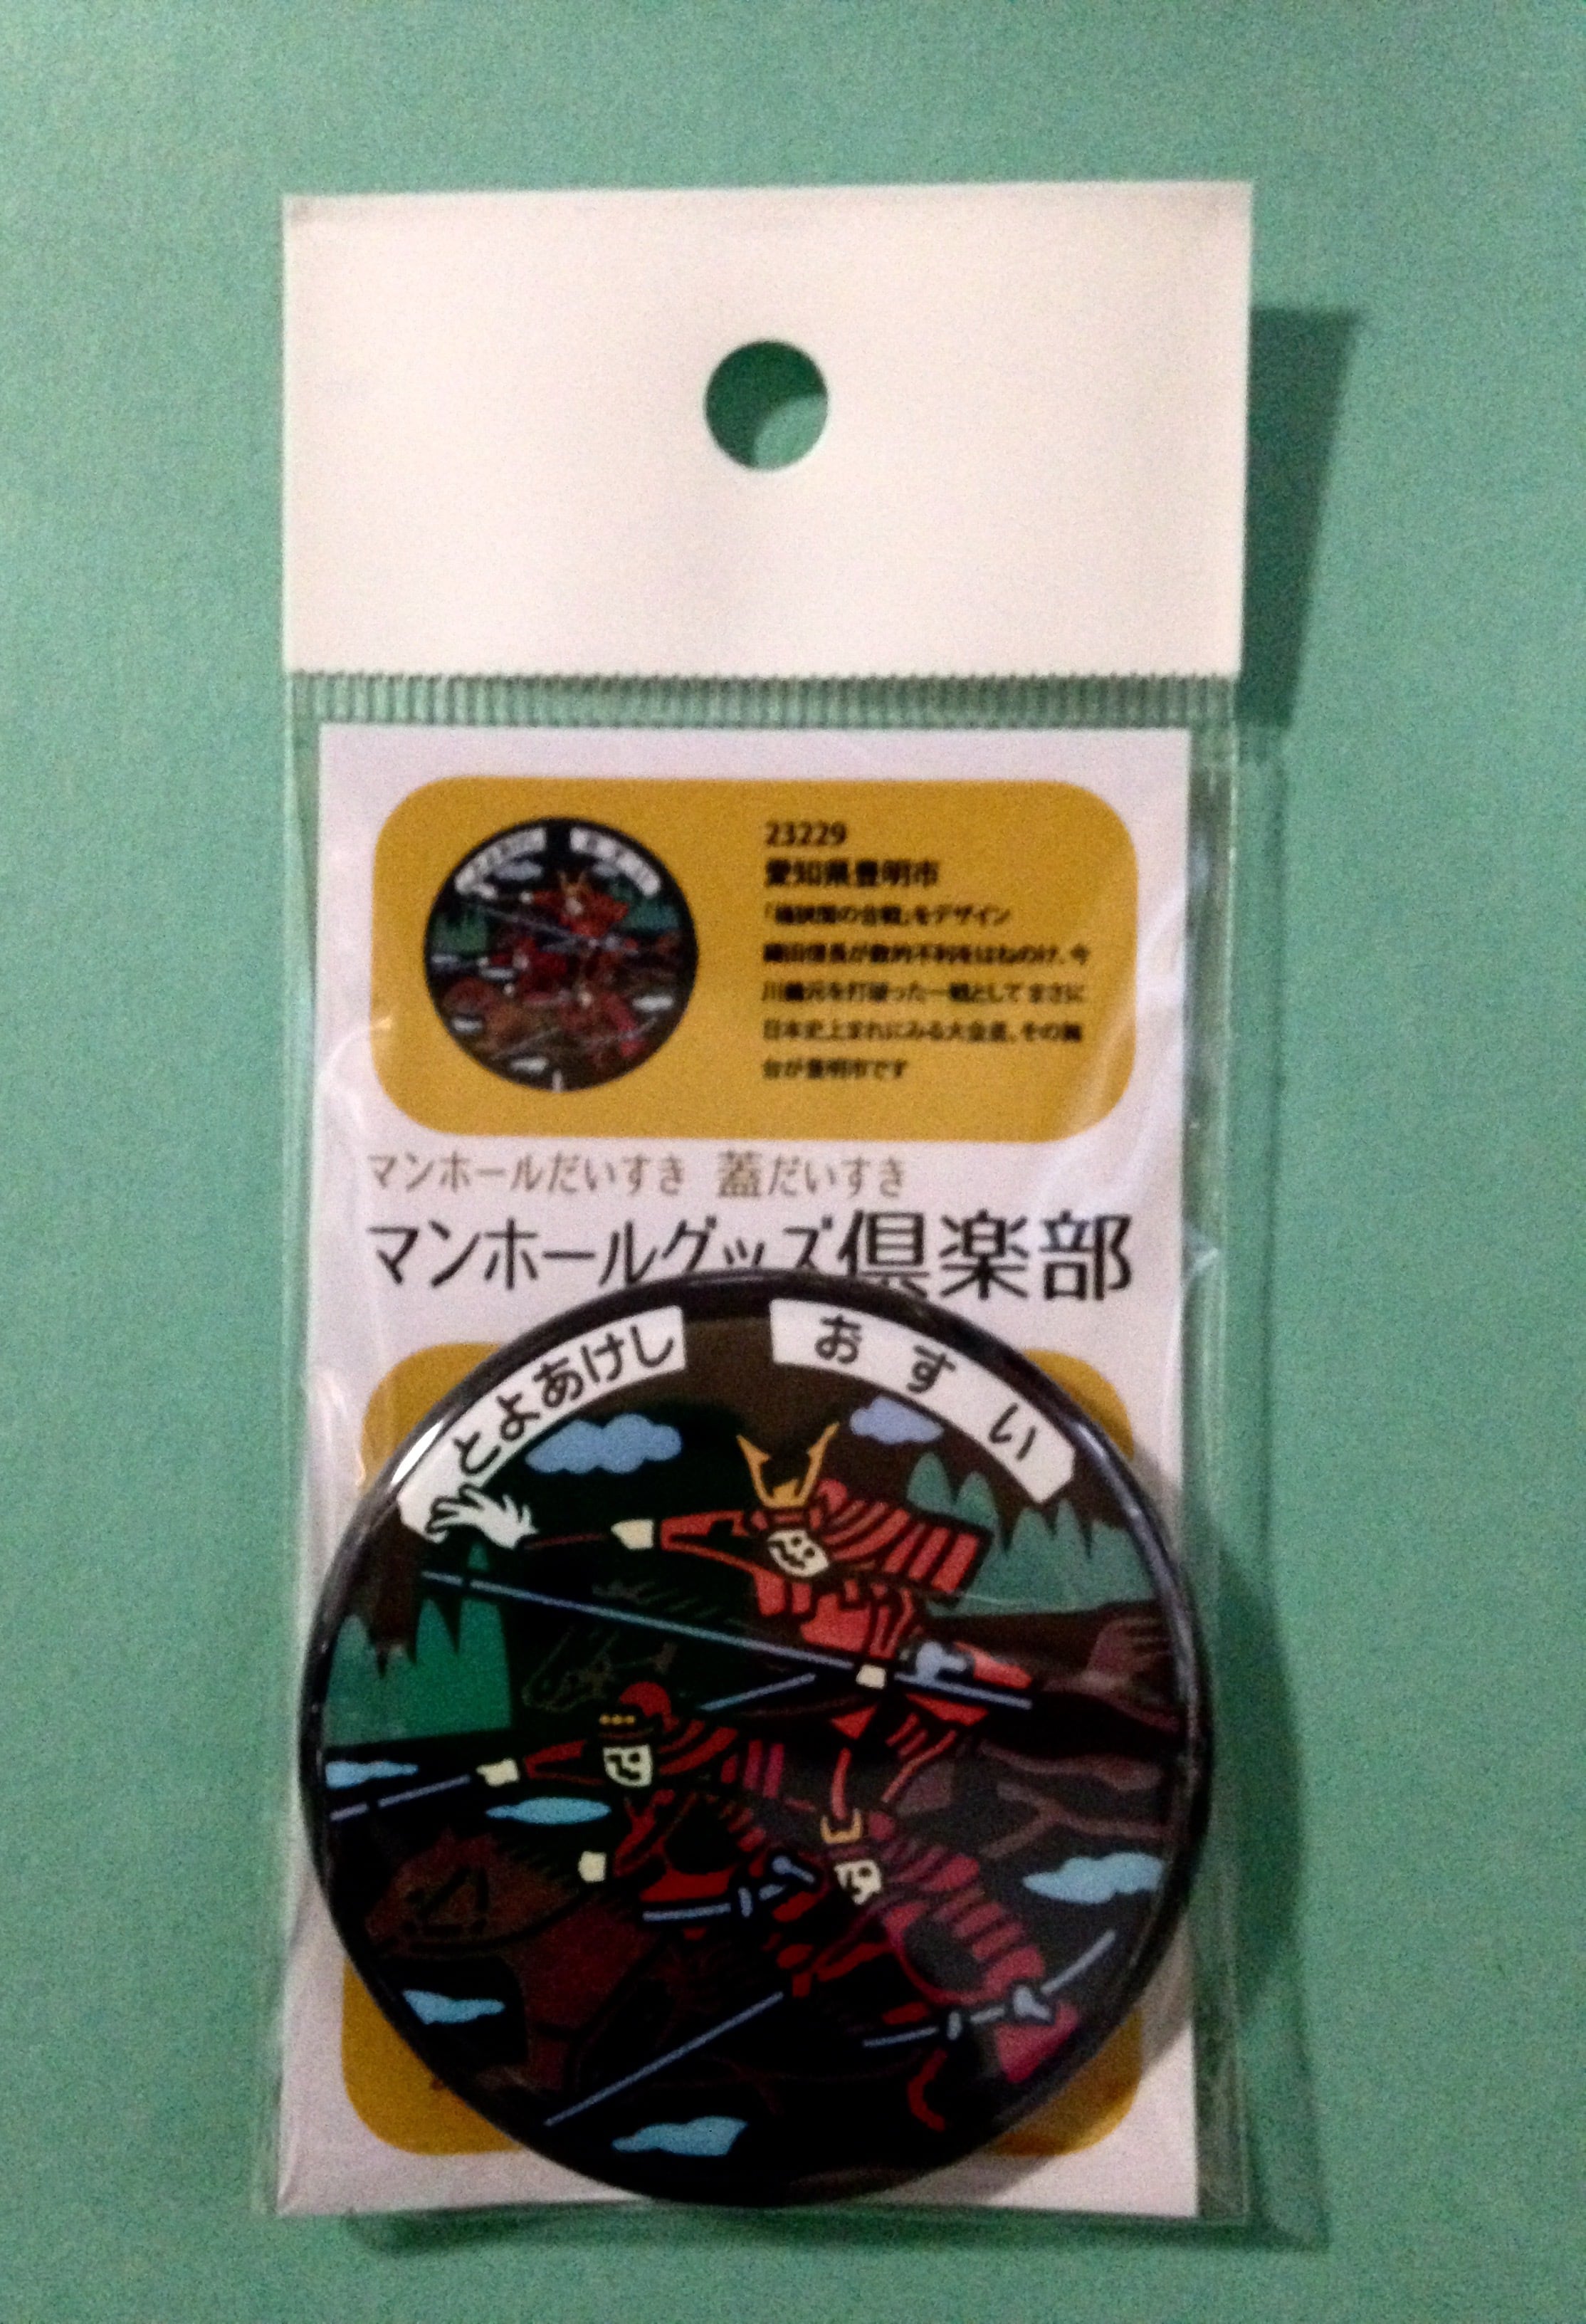 23229
愛知県豊明市
「桶狭間の合戦」をデザイン
織田信長が数的不利をはねのけ、今
川義元を打破った一戦として まさに
日本史上まれにみる大金星、その舞
台が豊明市です
マンホールだいすき 蓋だいすき
マンホールグッズ倶楽部
とよあけし おすい